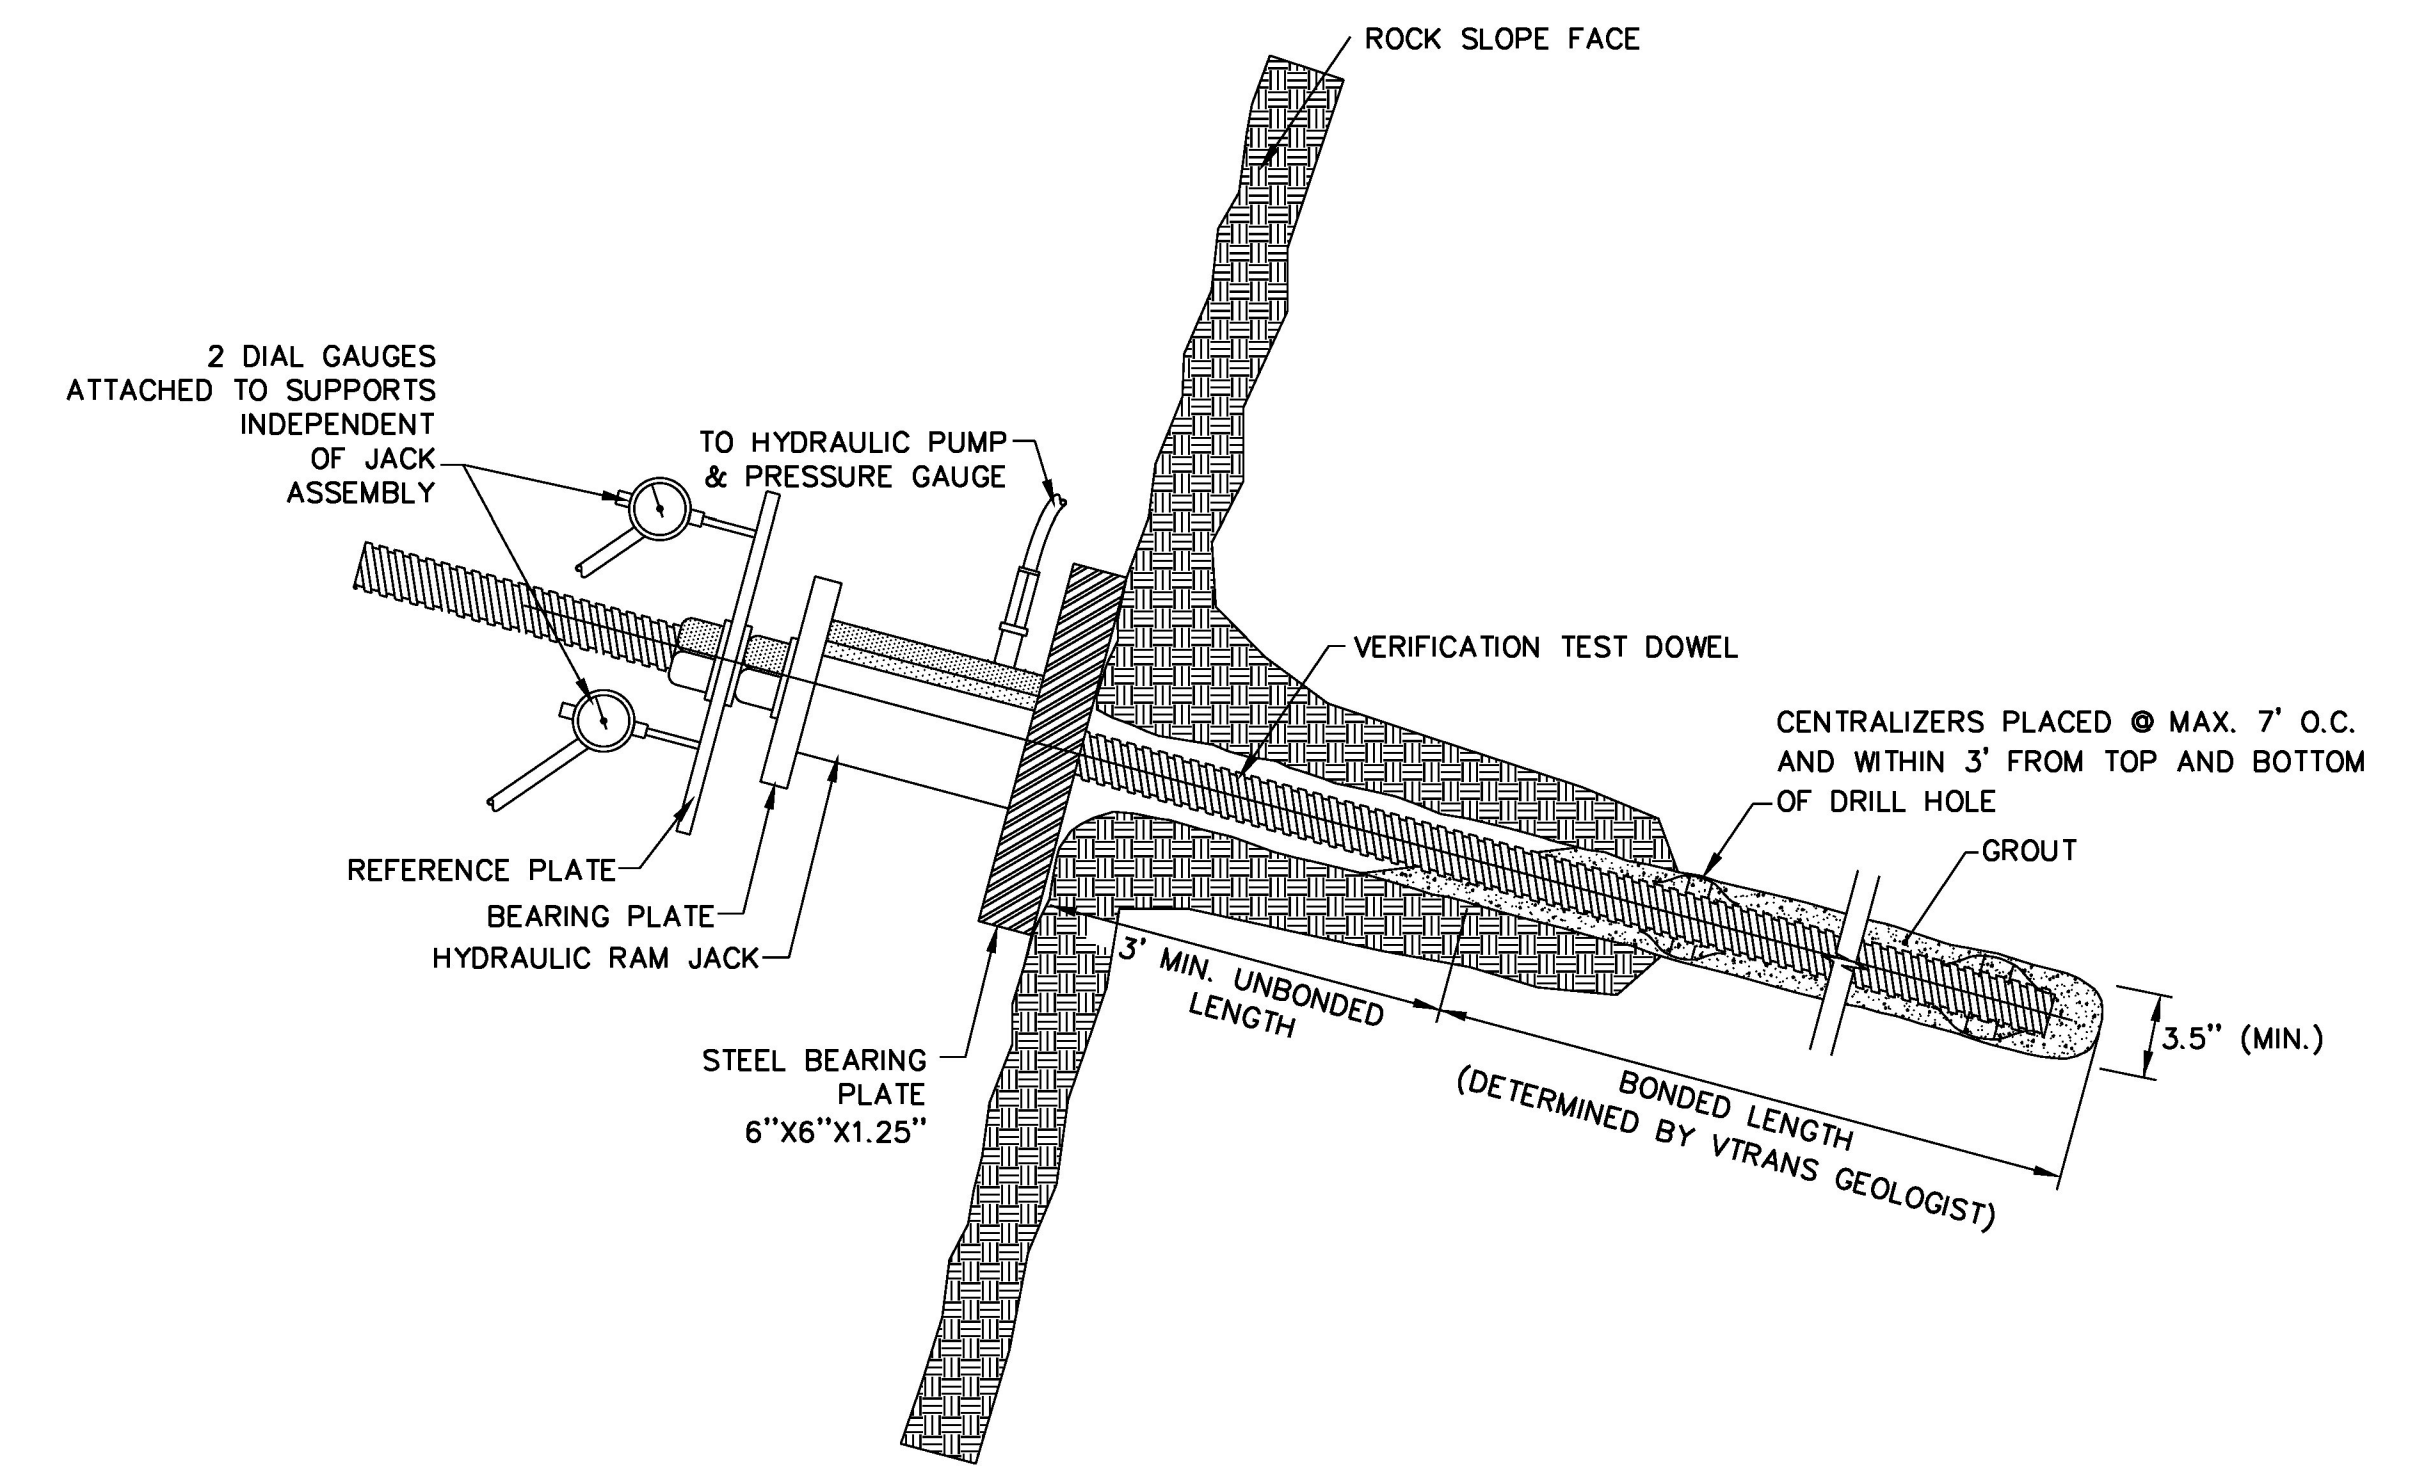 ROCK SLOPE FACE
2 DIAL GAUGES
ATTACHED TO SUPPORTS
INDEPENDENT
OF JACK
ASSEMBLY
TO HYDRAULIC PUMP
& PRESSURE GAUGE
VERIFICATION TEST DOWEL
CENTRALIZERS PLACED @ MAX. 7' O.C.
AND WITHIN 3' FROM TOP AND BOTTOM
OF DRILL HOLE
GROUT
REFERENCE PLATE
BEARING PLATE
HYDRAULIC RAM JACK
3' MIN. UNBONDED
LENGTH
STEEL BEARING
PLATE
6"X6"X1.25"
3.5" (MIN.)
BONDED LENGTH
(DETERMINED BY VTRANS GEOLOGIST)